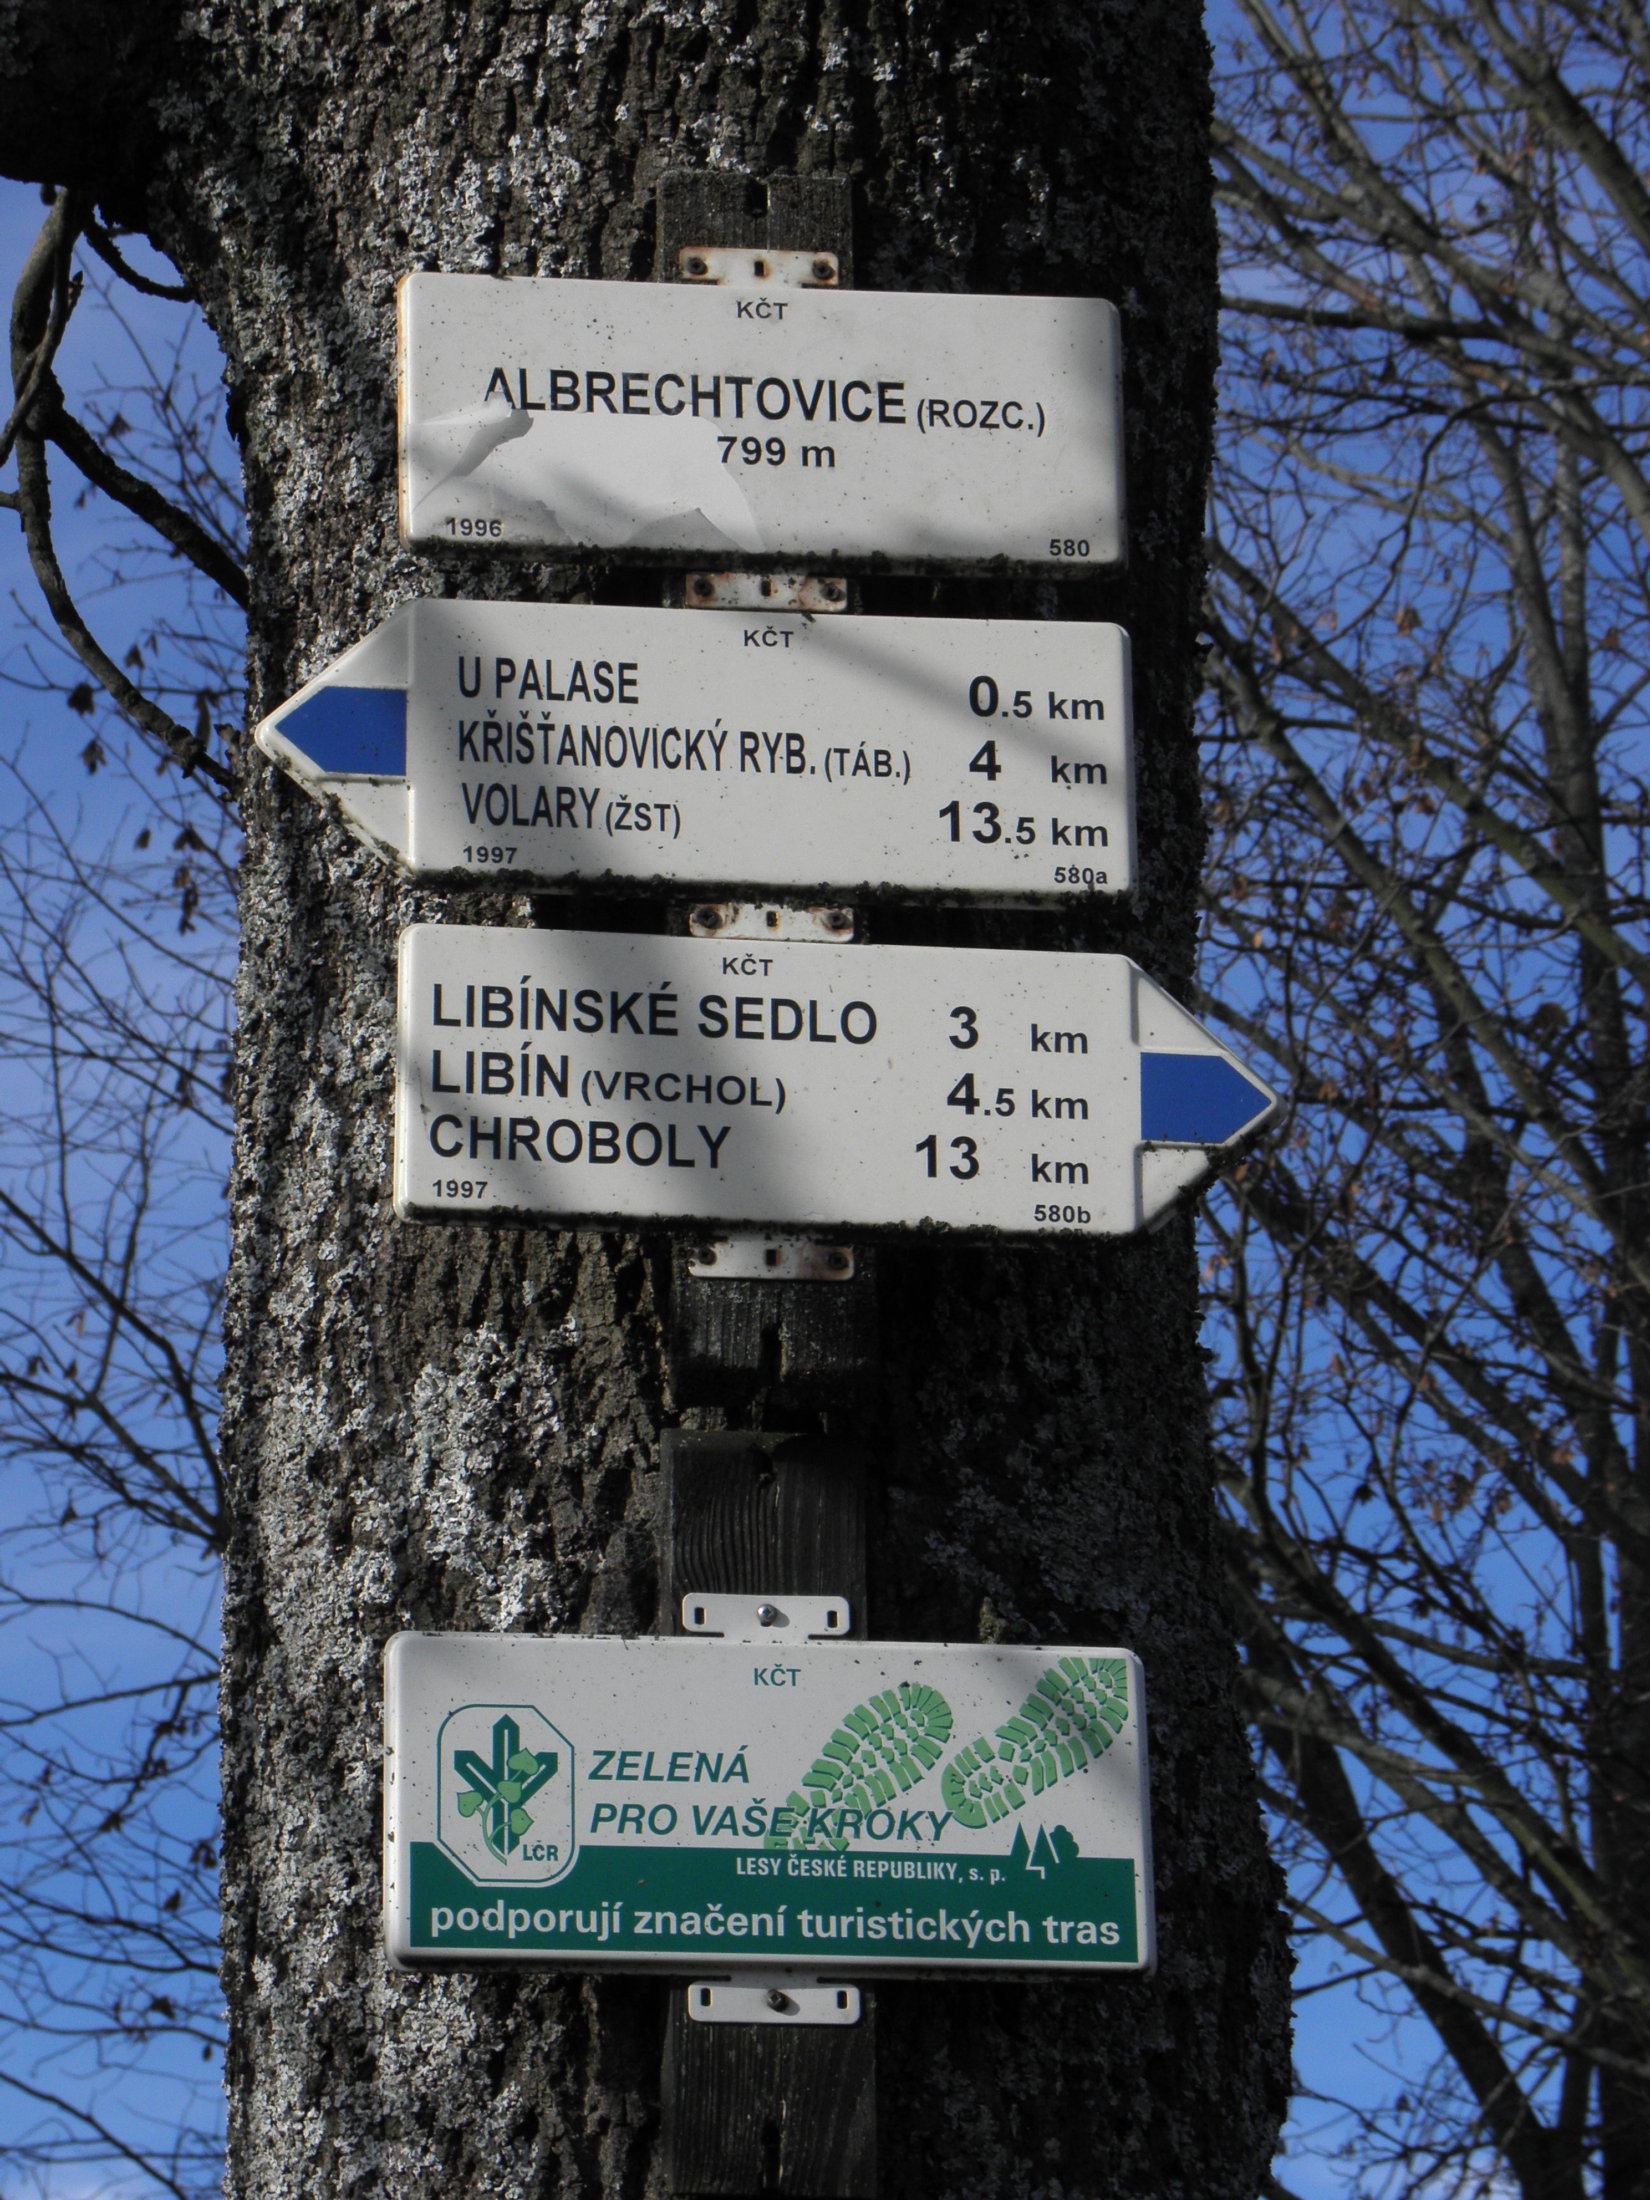 KČT
ALBRECHTOVICE (ROZC.)
799 m
1996 580
KČT
U PALASE 0.5 km
KŘIŠŤANOVICKÝ RYB. (TÁB.) 4 km
VOLARY (ŽST) 13.5 km
1997 580a
KČT
LIBÍNSKÉ SEDLO 3 km
LIBÍN (VRCHOL) 4.5 km
CHROBOLY 13 km
1997 580b
KČT
ZELENÁ
PRO VAŠE KROKY
LČR
LESY ČESKÉ REPUBLIKY, s. p.
podporují značení turistických tras